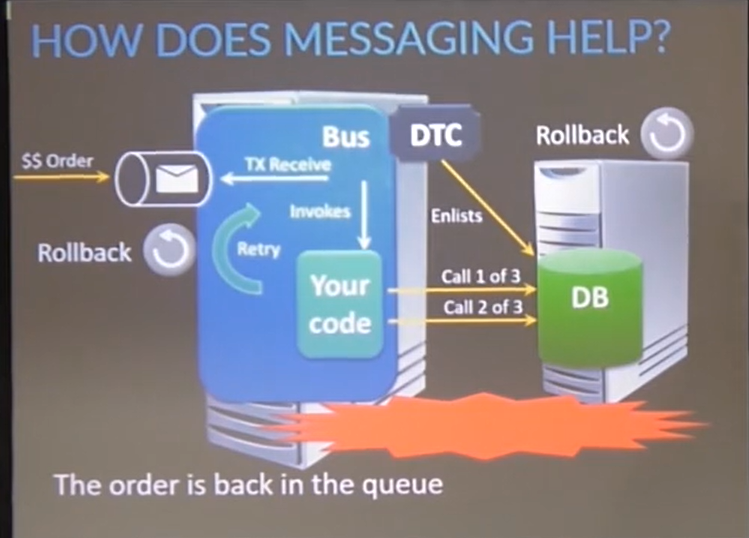 HOW DOES MESSAGING HELP?
Bus
DTC
Rollback
$$ Order
TX Receive
Invokes
Enlists
Rollback
Retry
Your
code
Call 1 of 3
Call 2 of 3
DB
The order is back in the queue